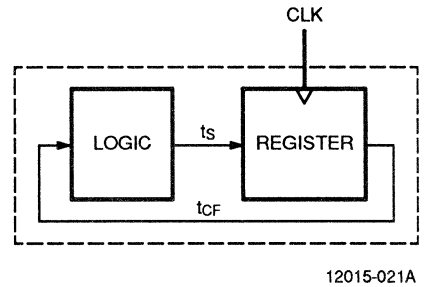 CLK
LOGIC
tS
REGISTER
tCF
12015-021A